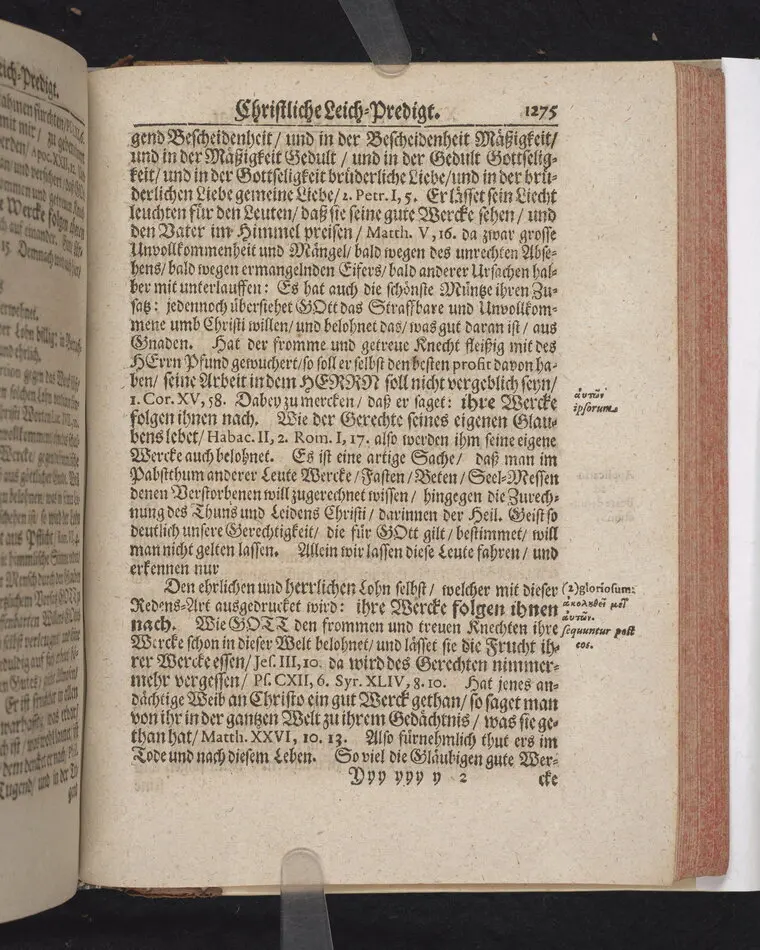 eich-Predigt.
Christliche Leich-Predigt. 1275
gend Bescheidenheit / und in der Bescheidenheit Mäßigkeit /
und in der Mäßigkeit Gedult / und in der Gedult Gottselig-
keit / und in der Gottseligkeit brüderliche Liebe / und in der brü-
derlichen Liebe gemeine Liebe / 2. Petr. I, 5. Er lässet sein Liecht
leuchten für den Leuten / daß sie seine gute Wercke sehen / und
den Vater im Himmel preisen / Matth. V, 16. da zwar grosse
Unvollkommenheit und Mängel / bald wegen des unrechten Abse-
hens / bald wegen ermangelnden Eifers / bald anderer Ursachen hal-
ber mit unterlauffen: Es hat auch die schönste Müntze ihren Zu-
satz: jedennoch übersiehet GOtt das Straffbare und Unvollkom-
mene umb Christi willen / und belohnet das / was gut daran ist / aus
Gnaden. Hat der fromme und getreue Knecht fleißig mit des
HErrn Pfund gewuchert / so soll er selbst den besten profit davon ha-
ben / seine Arbeit in dem HERRN soll nicht vergeblich seyn /
1. Cor. XV, 58. Dabey zu mercken / daß er saget: ihre Wercke
folgen ihnen nach. Wie der Gerechte seines eigenen Glau-
bens lebet / Habac. II, 2. Rom. I, 17. also werden ihm seine eigene
Wercke auch belohnet. Es ist eine artige Sache / daß man im
Pabstthum anderer Leute Wercke / Fasten / Beten / Seel-Messen
denen Verstorbenen will zugerechnet wissen / hingegen die Zurech-
nung des Thuns und Leidens Christi / darinnen der Heil. Geist so
deutlich unsere Gerechtigkeit / die für GOtt gilt / bestimmet / will
man nicht gelten lassen. Allein wir lassen diese Leute fahren / und
erkennen nur
Den ehrlichen und herrlichen Lohn selbst / welcher mit dieser
Redens-Art ausgedrucket wird: ihre Wercke folgen ihnen
nach. Wie GOTT den frommen und treuen Knechten ihre
Wercke schon in dieser Welt belohnet / und lässet sie die Frucht ih-
rer Wercke essen / Jes. III, 10. da wird des Gerechten nimmer-
mehr vergessen / Ps. CXII, 6. Syr. XLIV, 8. 10. Hat jenes an-
dächtige Weib an Christo ein gut Werck gethan / so saget man
von ihr in der gantzen Welt zu ihrem Gedächtnis / was sie ge-
than hat / Matth. XXVI, 10. 13. Also fürnehmlich thut ers im
Tode und nach diesem Leben. So viel die Gläubigen gute Wer-
Yyy yyy y 2 cke
αὐτῶν
ipsorum.
(2) gloriosum:
ἀκολουθεῖ μετ᾽
αὐτῶν.
sequuntur post
eos.